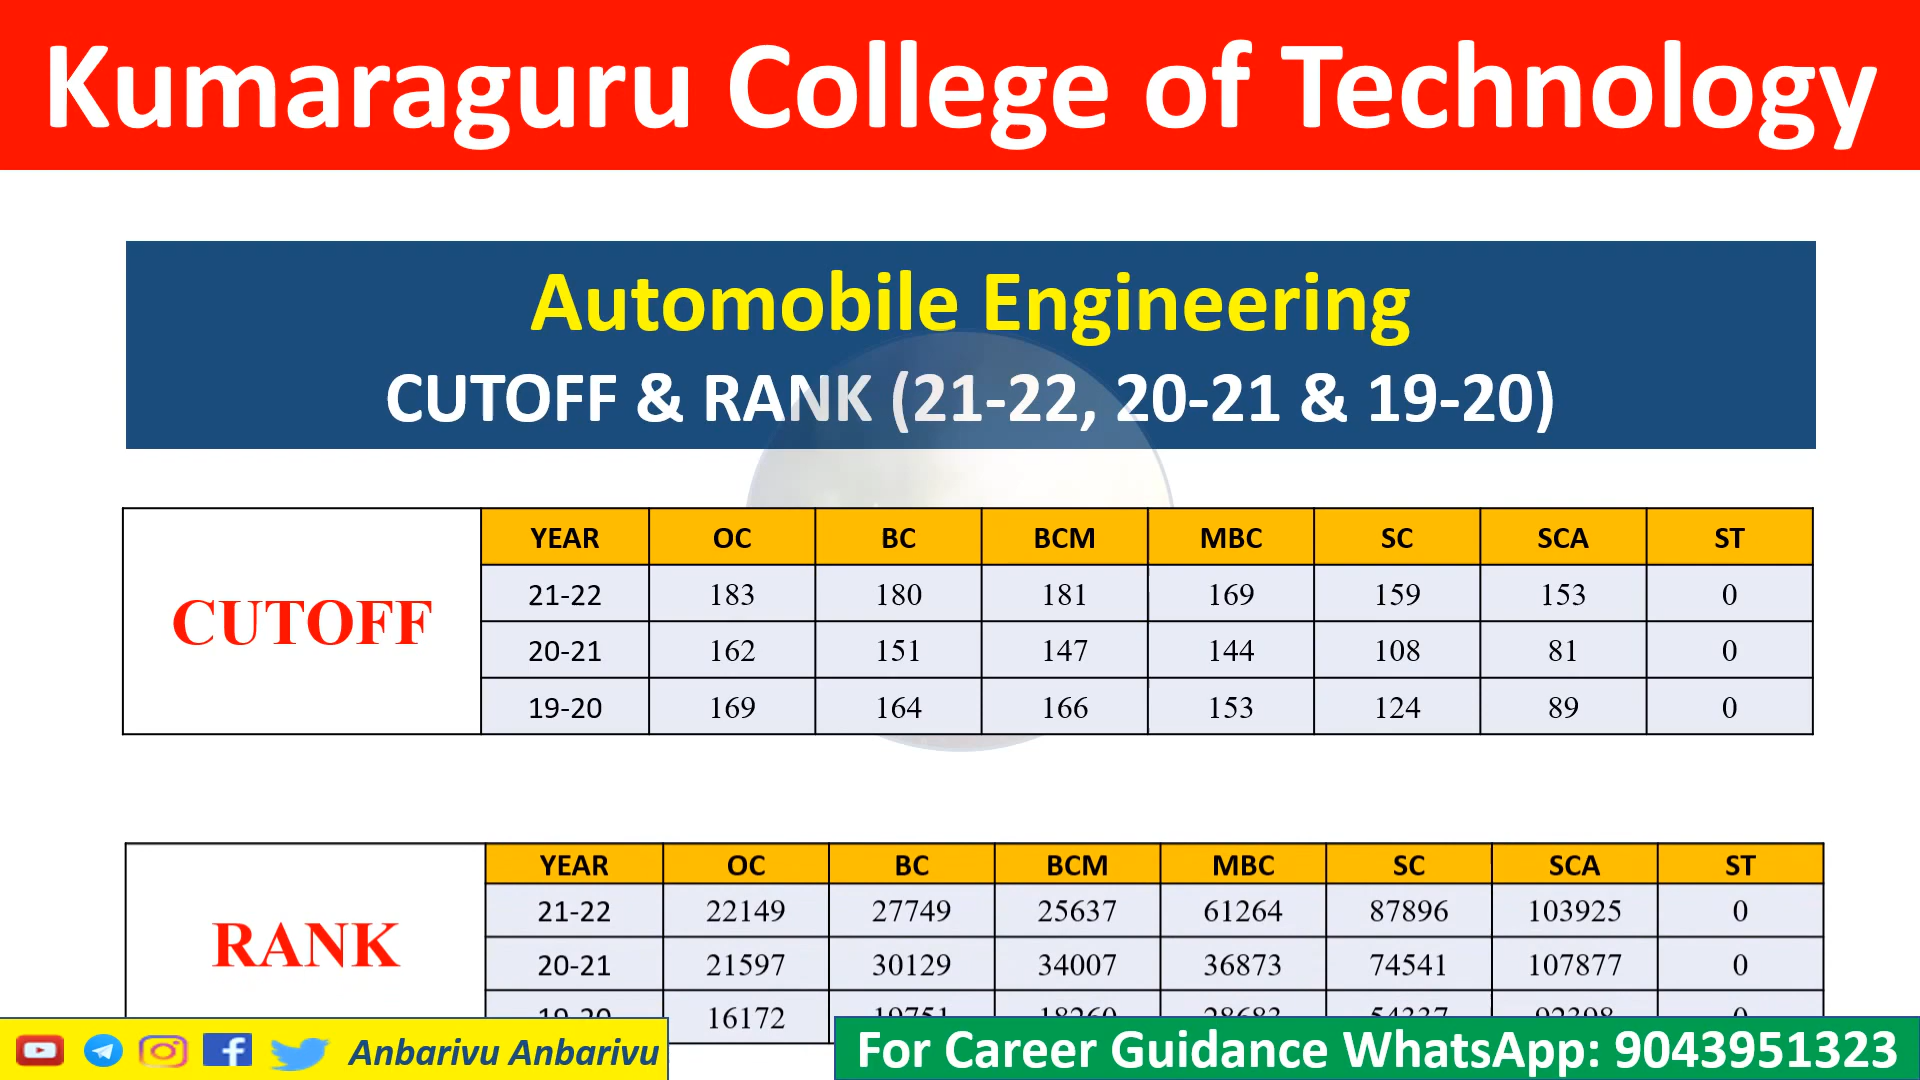 Kumaraguru College of Technology
Automobile Engineering
CUTOFF & RANK (21-22, 20-21 & 19-20)
CUTOFF
YEAR OC BC BCM MBC SC SCA ST
21-22 183 180 181 169 159 153 0
20-21 162 151 147 144 108 81 0
19-20 169 164 166 153 124 89 0
RANK
YEAR OC BC BCM MBC SC SCA ST
21-22 22149 27749 25637 61264 87896 103925 0
20-21 21597 30129 34007 36873 74541 107877 0
19-20 16172
Anbarivu Anbarivu
For Career Guidance WhatsApp: 9043951323